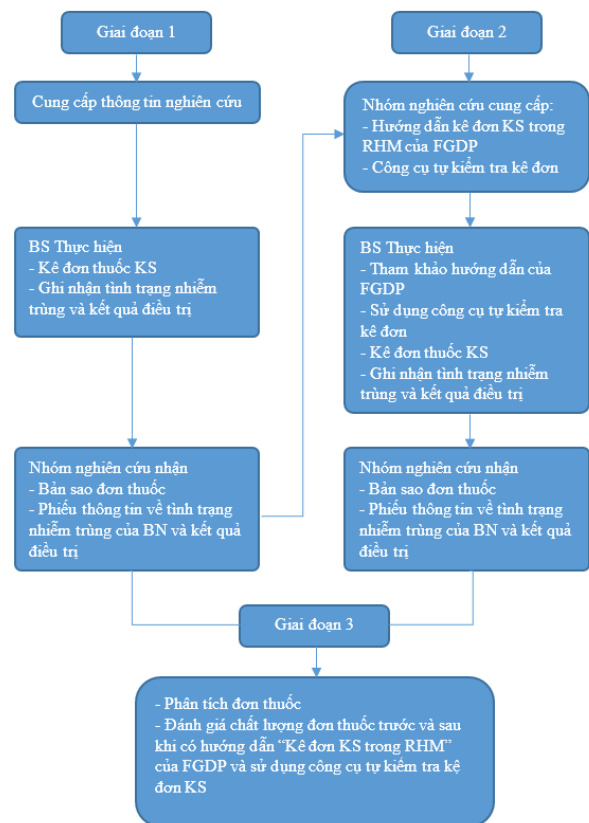 Giai đoạn 1
Cung cấp thông tin nghiên cứu
BS Thực hiện
- Kê đơn thuốc KS
- Ghi nhận tình trạng nhiễm
trùng và kết quả điều trị
Nhóm nghiên cứu nhận
- Bản sao đơn thuốc
- Phiếu thông tin về tình trạng
nhiễm trùng của BN và kết quả
điều trị
Giai đoạn 2
Nhóm nghiên cứu cung cấp:
- Hướng dẫn kê đơn KS trong
RHM của FGDP
- Công cụ tự kiểm tra kê đơn
BS Thực hiện
- Tham khảo hướng dẫn của
FGDP
- Sử dụng công cụ tự kiểm tra
kê đơn
- Kê đơn thuốc KS
- Ghi nhận tình trạng nhiễm
trùng và kết quả điều trị
Nhóm nghiên cứu nhận
- Bản sao đơn thuốc
- Phiếu thông tin về tình trạng
nhiễm trùng của BN và kết quả
điều trị
Giai đoạn 3
- Phân tích đơn thuốc
- Đánh giá chất lượng đơn thuốc trước và sau
khi có hướng dẫn “Kê đơn KS trong RHM”
của FGDP và sử dụng công cụ tự kiểm tra kệ
đơn KS